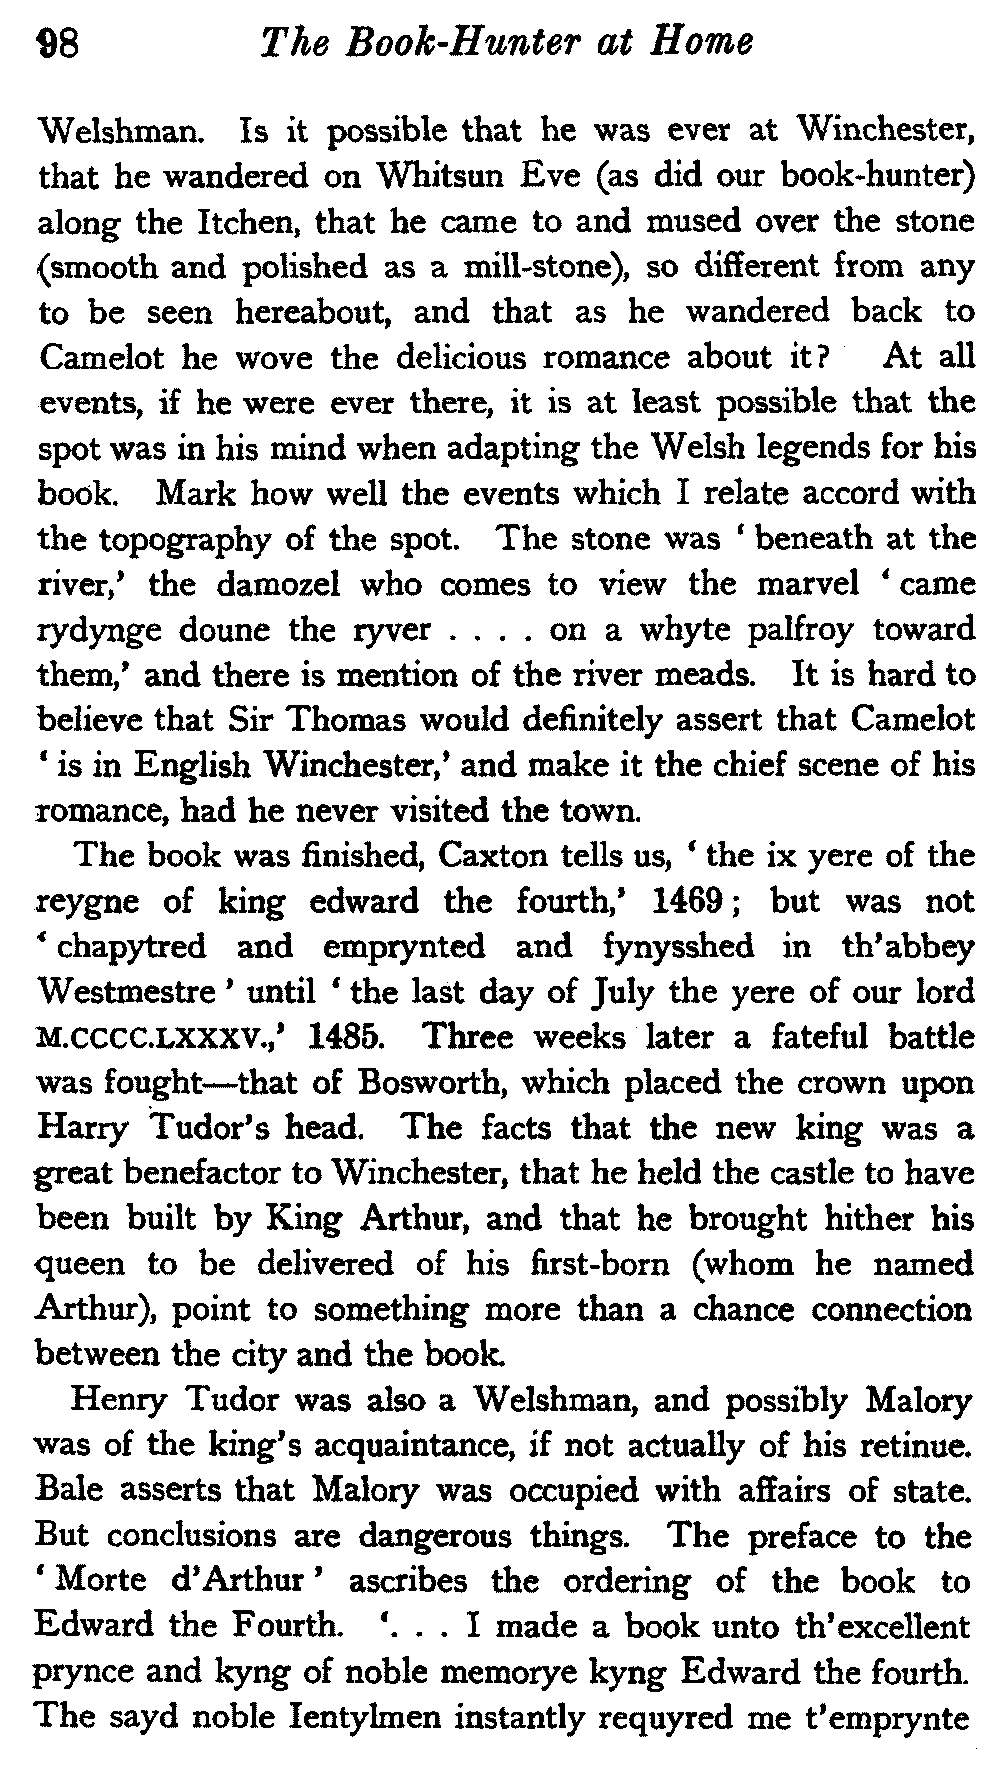 98 The Book-Hunter at Home
Welshman. Is it possible that he was ever at Winchester,
that he wandered on Whitsun Eve (as did our book-hunter)
along the Itchen, that he came to and mused over the stone
(smooth and polished as a mill-stone), so different from any
to be seen hereabout, and that as he wandered back to
Camelot he wove the delicious romance about it? At all
events, if he were ever there, it is at least possible that the
spot was in his mind when adapting the Welsh legends for his
book. Mark how well the events which I relate accord with
the topography of the spot. The stone was ‘ beneath at the
river,’ the damozel who comes to view the marvel ‘ came
rydynge doune the ryver . . . . on a whyte palfroy toward
them,’ and there is mention of the river meads. It is hard to
believe that Sir Thomas would definitely assert that Camelot
‘ is in English Winchester,’ and make it the chief scene of his
romance, had he never visited the town.
The book was finished, Caxton tells us, ‘ the ix yere of the
reygne of king edward the fourth,’ 1469 ; but was not
‘ chapytred and emprynted and fynysshed in th’abbey
Westmestre ’ until ‘ the last day of July the yere of our lord
M.CCCC.LXXXV.,’ 1485. Three weeks later a fateful battle
was fought—that of Bosworth, which placed the crown upon
Harry Tudor’s head. The facts that the new king was a
great benefactor to Winchester, that he held the castle to have
been built by King Arthur, and that he brought hither his
queen to be delivered of his first-born (whom he named
Arthur), point to something more than a chance connection
between the city and the book.
Henry Tudor was also a Welshman, and possibly Malory
was of the king’s acquaintance, if not actually of his retinue.
Bale asserts that Malory was occupied with affairs of state.
But conclusions are dangerous things. The preface to the
‘ Morte d’Arthur ’ ascribes the ordering of the book to
Edward the Fourth. ‘. . . I made a book unto th’excellent
prynce and kyng of noble memorye kyng Edward the fourth.
The sayd noble Ientylmen instantly requyred me t’emprynte